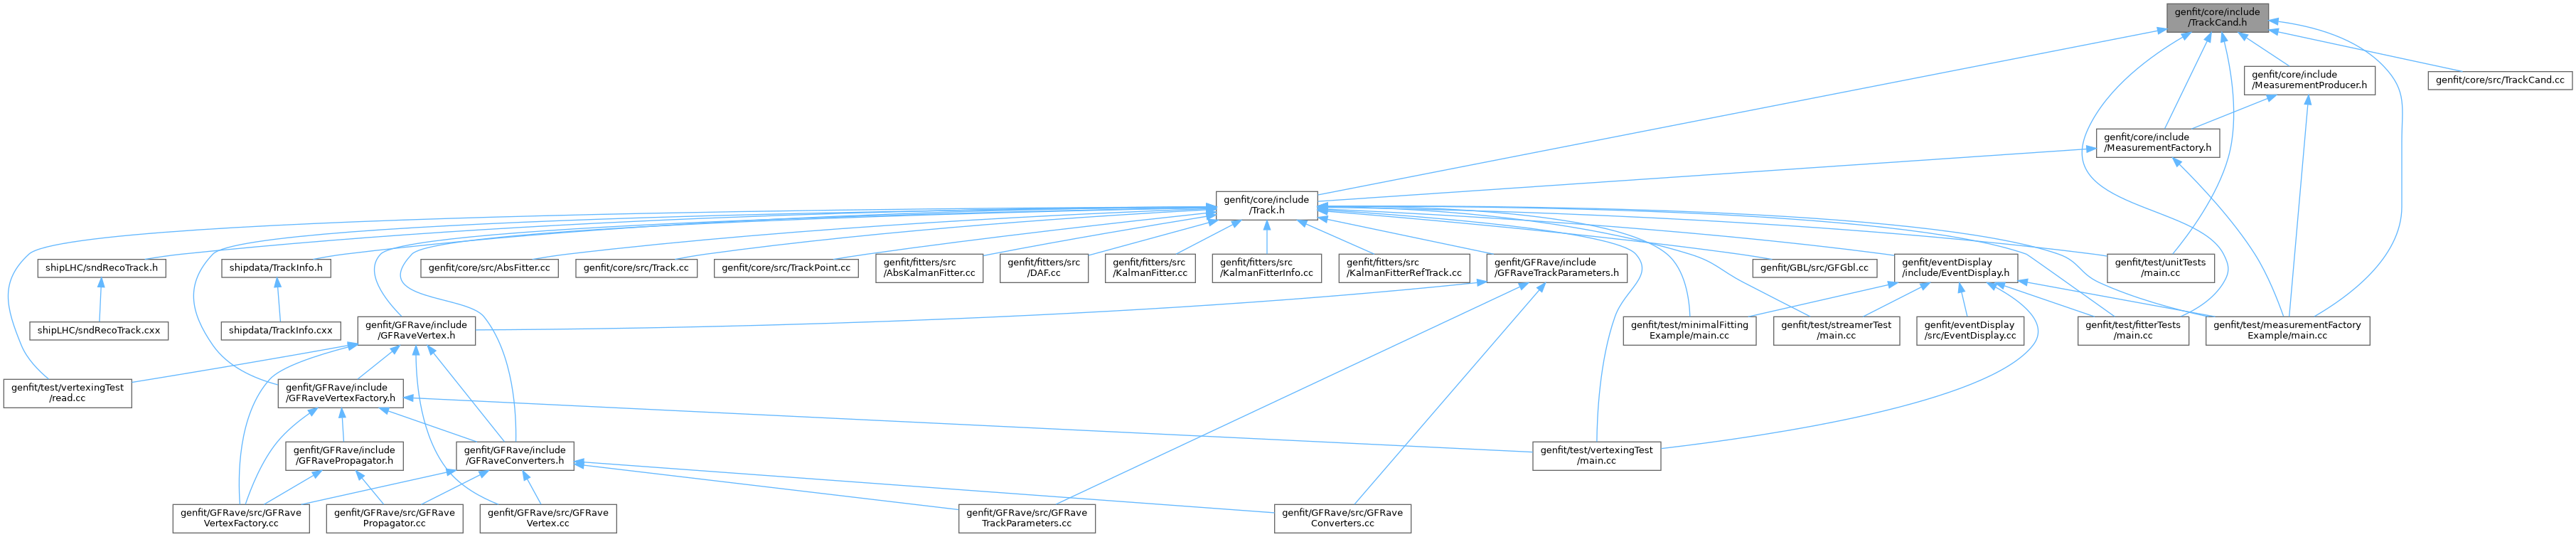 genfit/core/include
/TrackCand.h
genfit/core/include
/MeasurementProducer.h
genfit/core/src/TrackCand.cc
genfit/core/include
/MeasurementFactory.h
genfit/core/include
/Track.h
shipLHC/sndRecoTrack.h
shipdata/TrackInfo.h
genfit/core/src/AbsFitter.cc
genfit/core/src/Track.cc
genfit/core/src/TrackPoint.cc
genfit/fitters/src
/AbsKalmanFitter.cc
genfit/fitters/src
/DAF.cc
genfit/fitters/src
/KalmanFitter.cc
genfit/fitters/src
/KalmanFitterInfo.cc
genfit/fitters/src
/KalmanFitterRefTrack.cc
genfit/GFRave/include
/GFRaveTrackParameters.h
genfit/GBL/src/GFGbl.cc
genfit/eventDisplay
/include/EventDisplay.h
genfit/test/unitTests
/main.cc
shipLHC/sndRecoTrack.cxx
shipdata/TrackInfo.cxx
genfit/GFRave/include
/GFRaveVertex.h
genfit/test/minimalFitting
Example/main.cc
genfit/test/streamerTest
/main.cc
genfit/eventDisplay
/src/EventDisplay.cc
genfit/test/fitterTests
/main.cc
genfit/test/measurementFactory
Example/main.cc
genfit/test/vertexingTest
/read.cc
genfit/GFRave/include
/GFRaveVertexFactory.h
genfit/GFRave/include
/GFRavePropagator.h
genfit/GFRave/include
/GFRaveConverters.h
genfit/test/vertexingTest
/main.cc
genfit/GFRave/src/GFRave
VertexFactory.cc
genfit/GFRave/src/GFRave
Propagator.cc
genfit/GFRave/src/GFRave
Vertex.cc
genfit/GFRave/src/GFRave
TrackParameters.cc
genfit/GFRave/src/GFRave
Converters.cc